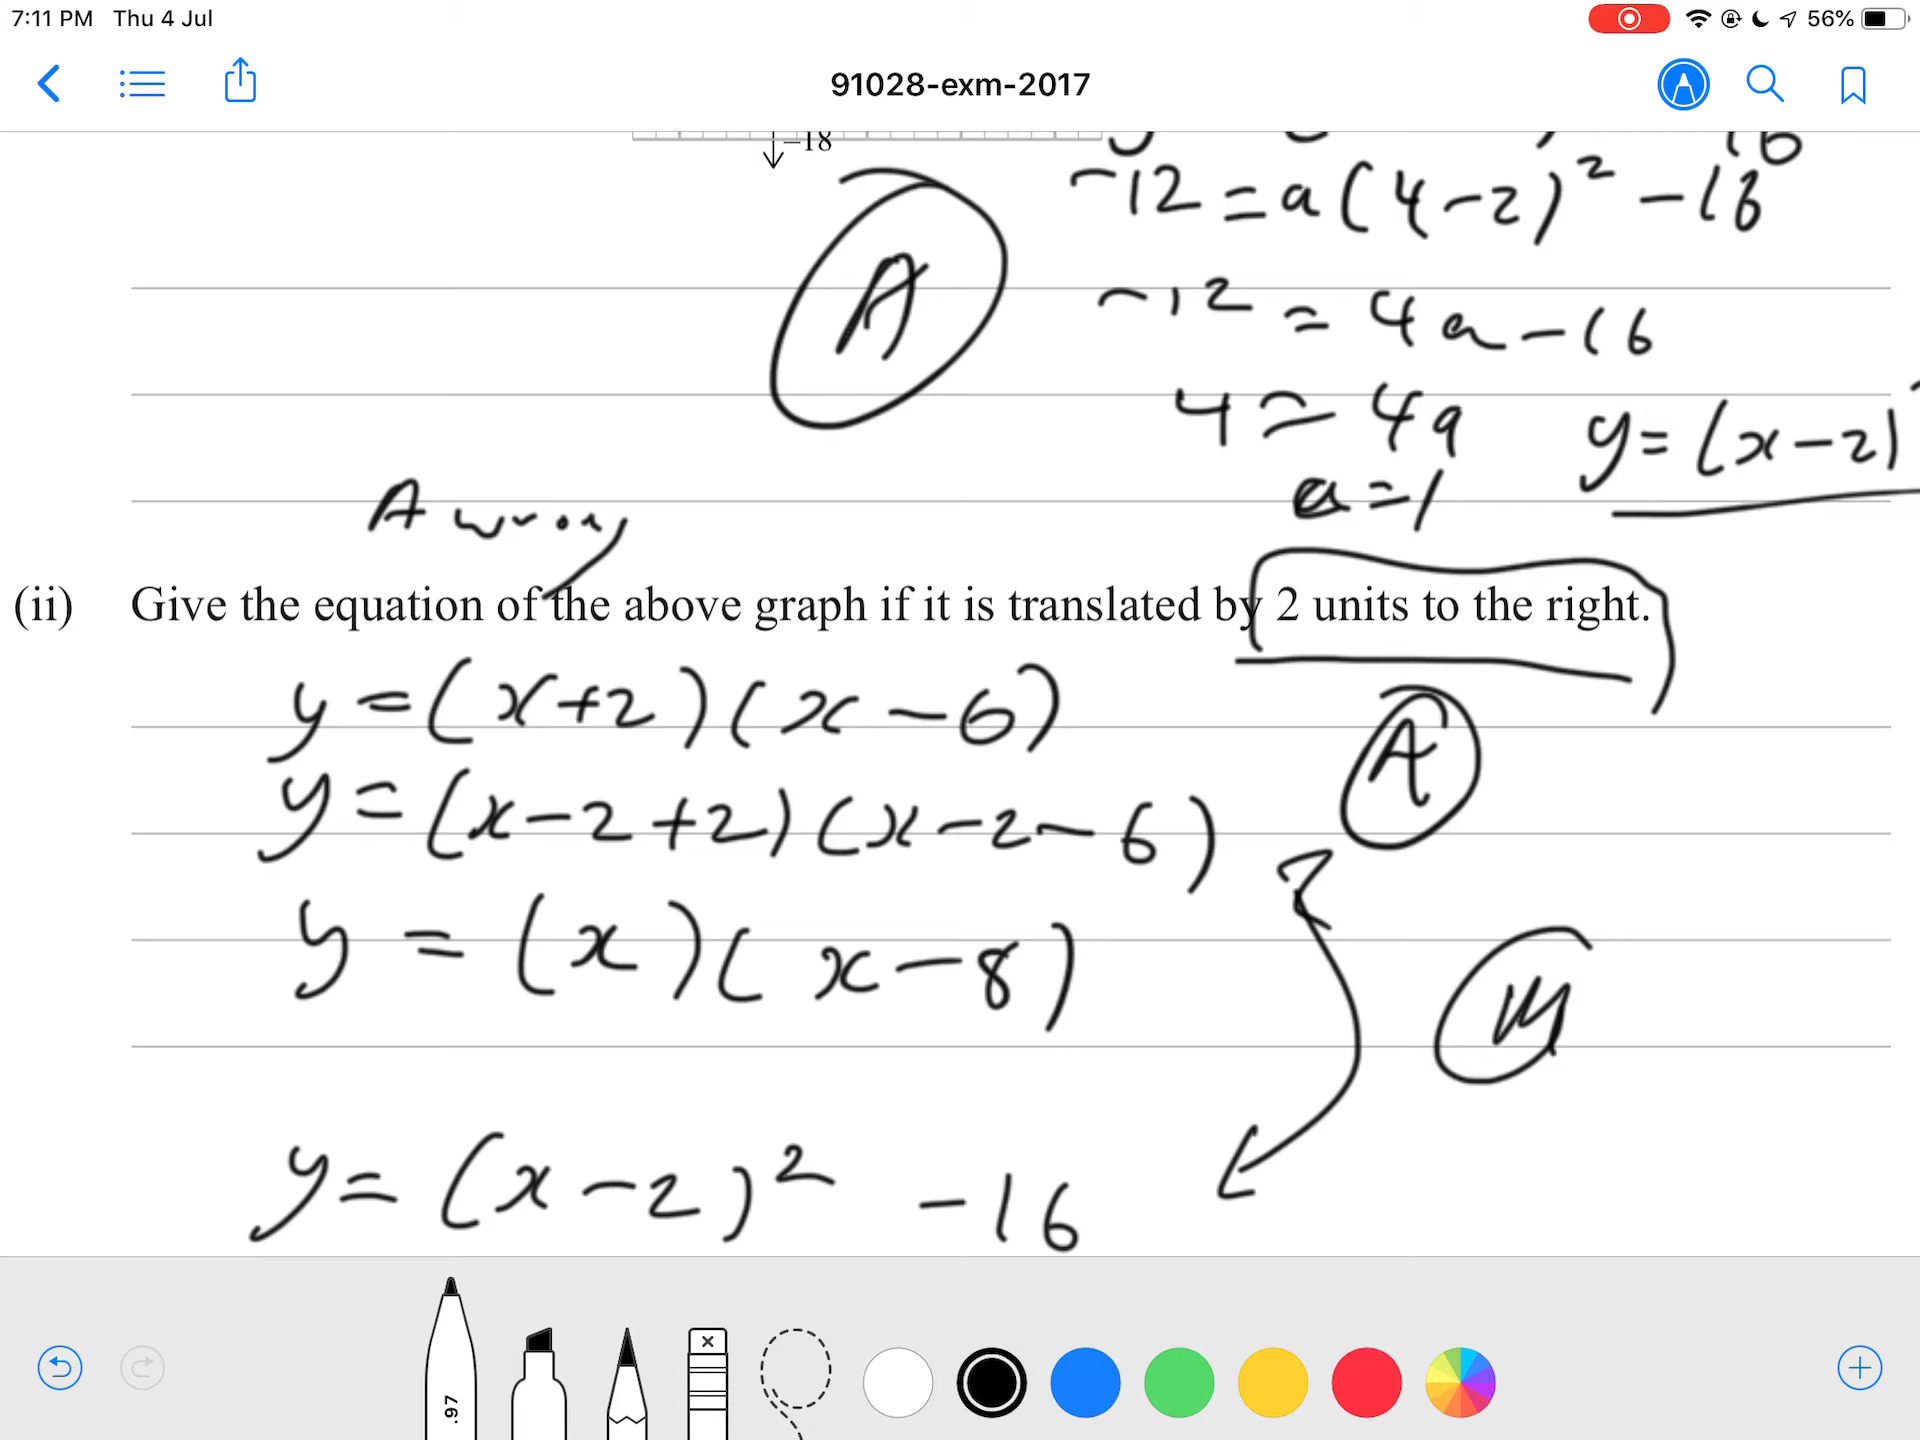 7:11 PM Thu 4 Jul 56%
91028-exm-2017
-18
-12 = a(4-2)² - 16
A
-12 = 4a - 16
4 = 4a
y = (x-2)
a = 1
A wrong
(ii) Give the equation of the above graph if it is translated by 2 units to the right.
y = (x+2)(x-6)
A
y = (x-2+2)(x-2-6)
y = (x)(x-8)
M
y = (x-2)² - 16
.97